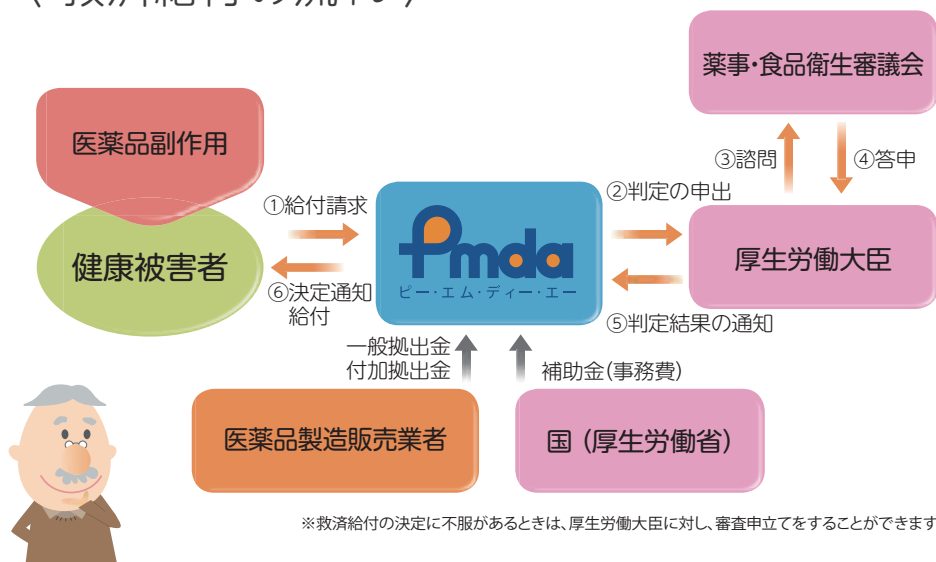 薬事・食品衛生審議会
医薬品副作用
③諮問
④答申
①給付請求
②判定の申出
健康被害者
pmda
ピー・エム・ディー・エー
厚生労働大臣
⑥決定通知
給付
⑤判定結果の通知
一般拠出金
付加拠出金
補助金(事務費)
医薬品製造販売業者
国(厚生労働省)
※救済給付の決定に不服があるときは、厚生労働大臣に対し、審査申立てをすることができます